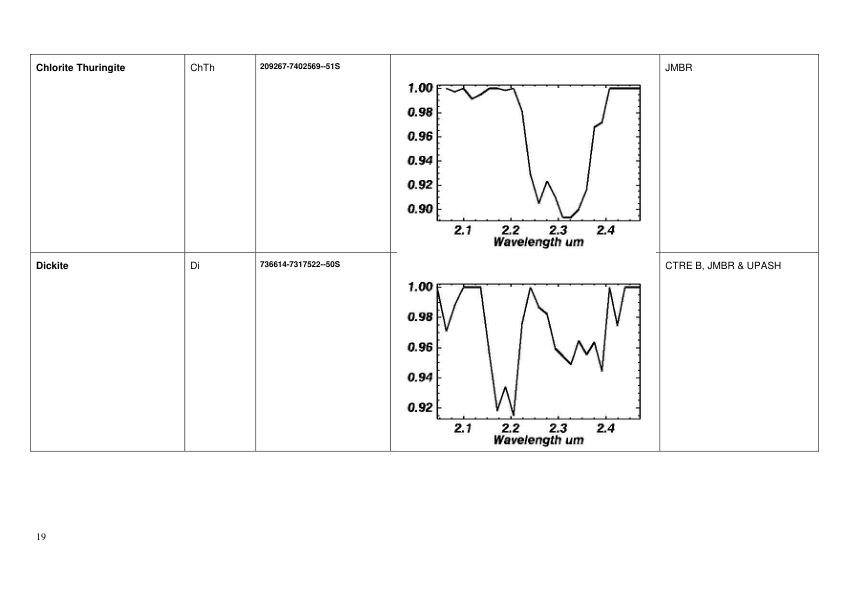 Chlorite Thuringite ChTh 209267-7402569--51S JMBR
1.00
0.98
0.96
0.94
0.92
0.90
2.1 2.2 2.3 2.4
Wavelength um
Dickite Di 736614-7317522--50S CTRE B, JMBR & UPASH
1.00
0.98
0.96
0.94
0.92
2.1 2.2 2.3 2.4
Wavelength um
19